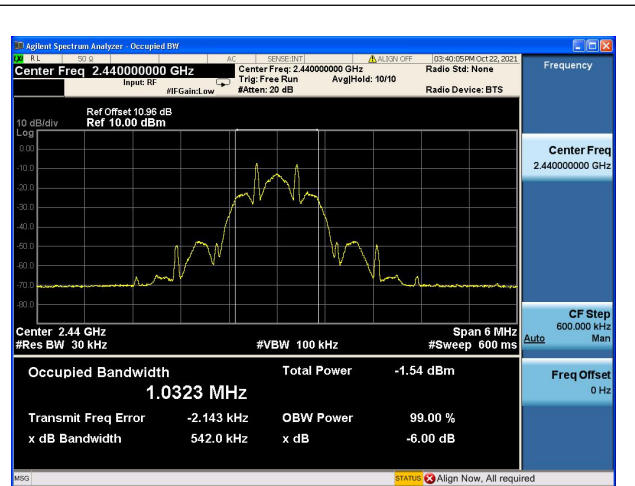 Agilent Spectrum Analyzer - Occupied BW
RL 50 Ω AC SENSE:INT ALIGN OFF 03:40:05PM Oct 22, 2021
Center Freq 2.440000000 GHz
Input: RF
#IFGain:Low
Center Freq: 2.440000000 GHz
Trig: Free Run Avg|Hold: 10/10
#Atten: 20 dB
Radio Std: None
Radio Device: BTS
Ref Offset 10.96 dB
10 dB/div Ref 10.00 dBm
Log
0.00
-10.0
-20.0
-30.0
-40.0
-50.0
-60.0
-70.0
-80.0
Center 2.44 GHz Span 6 MHz
#Res BW 30 kHz #VBW 100 kHz #Sweep 600 ms
Occupied Bandwidth Total Power -1.54 dBm
1.0323 MHz
Transmit Freq Error -2.143 kHz OBW Power 99.00 %
x dB Bandwidth 542.0 kHz x dB -6.00 dB
MSG STATUS Align Now, All required
Frequency
Center Freq
2.440000000 GHz
CF Step
600.000 kHz
Auto Man
Freq Offset
0 Hz